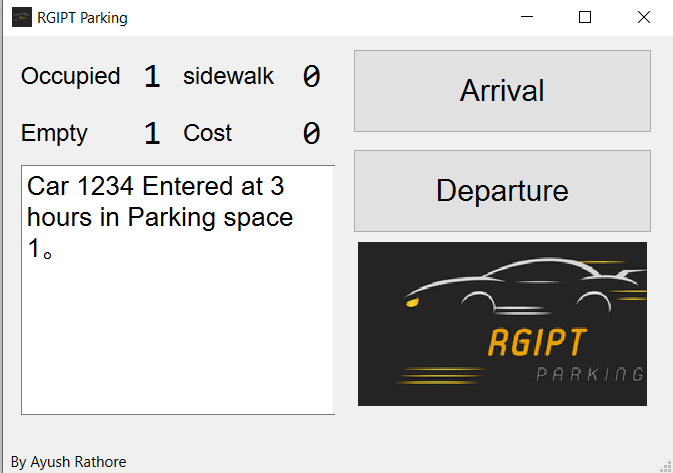 RGIPT Parking
Occupied 1 sidewalk 0
Empty 1 Cost 0
Arrival
Departure
Car 1234 Entered at 3
hours in Parking space
1。
RGIPT
PARKING
By Ayush Rathore